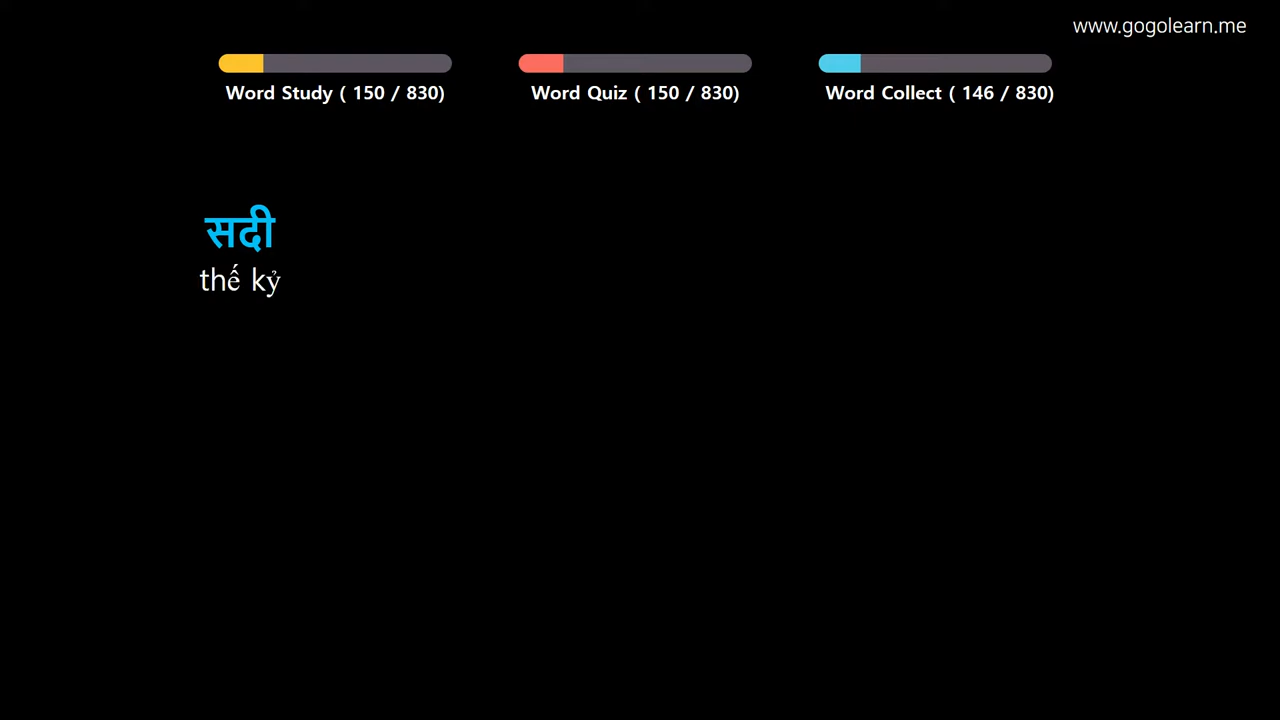 www.gogolearn.me
Word Study ( 150 / 830)
Word Quiz ( 150 / 830)
Word Collect ( 146 / 830)
सदी
thế kỷ